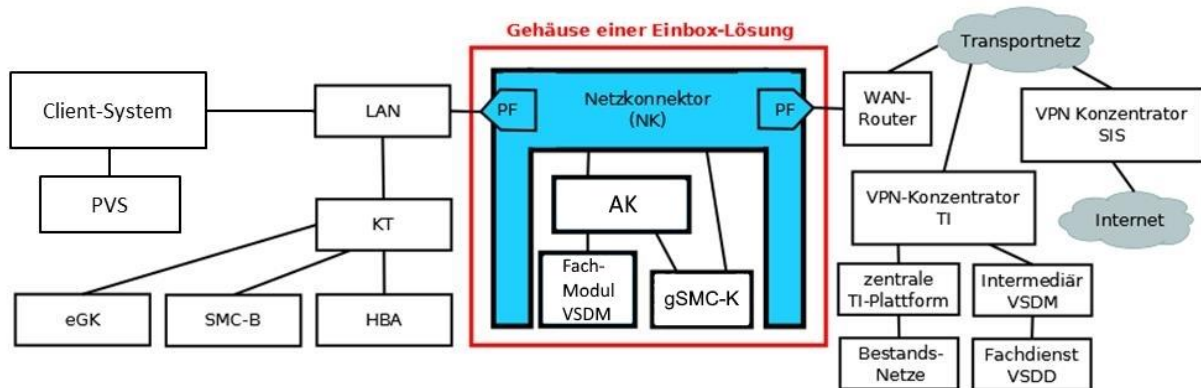 Gehäuse einer Einbox-Lösung
Transportnetz
Client-System
LAN
PF
Netzkonnektor
(NK)
PF
WAN-
Router
VPN Konzentrator
SIS
PVS
KT
AK
VPN-Konzentrator
TI
Internet
Fach-
Modul
VSDM
gSMC-K
zentrale
TI-Plattform
Intermediär
VSDM
eGK
SMC-B
HBA
Bestands-
Netze
Fachdienst
VSDD